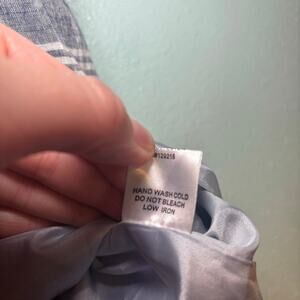 HAND WASH COLD
DO NOT BLEACH
LOW IRON